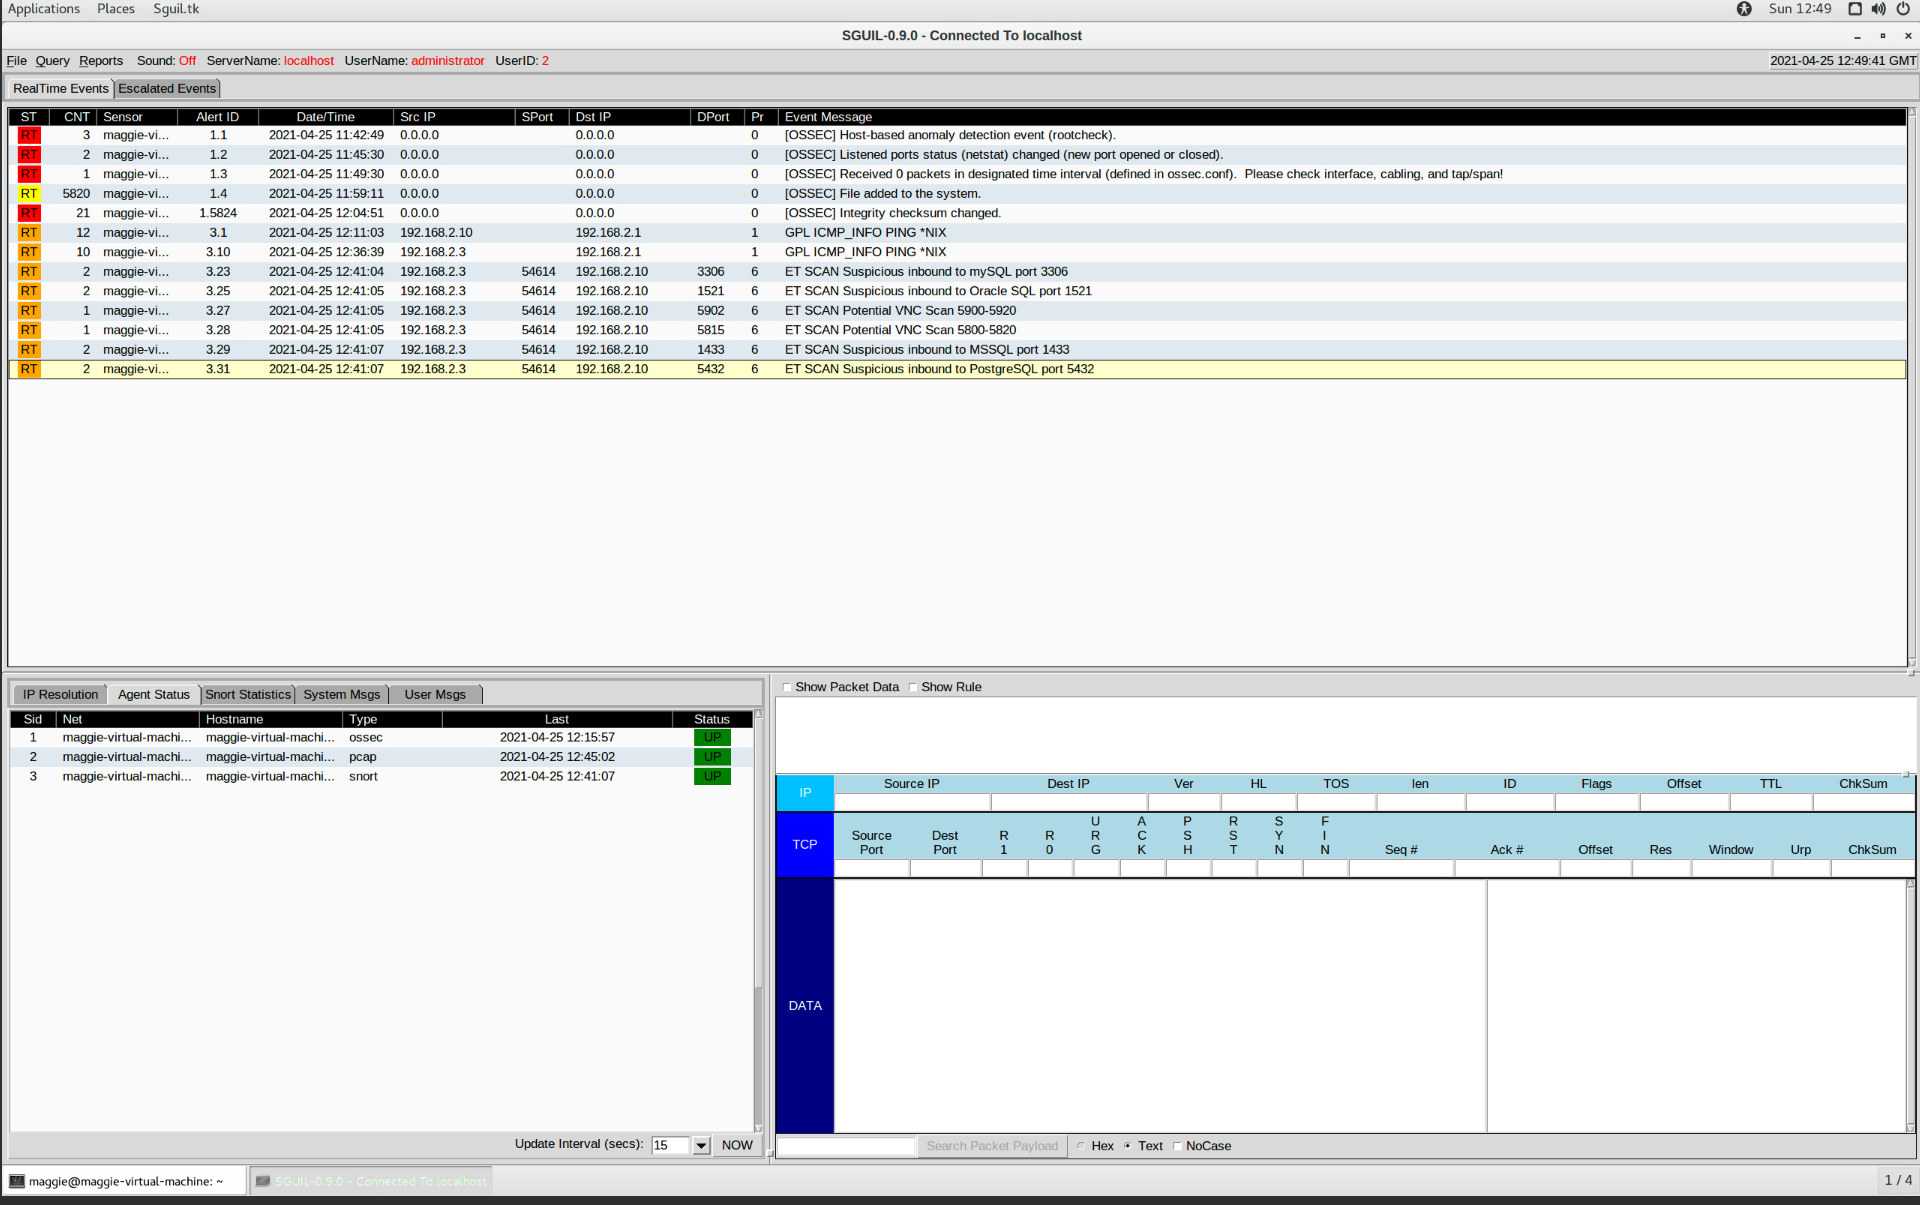 Applications Places Sguil.tk Sun 12:49
SGUIL-0.9.0 - Connected To localhost
File Query Reports Sound: Off ServerName: localhost UserName: administrator UserID: 2 2021-04-25 12:49:41 GMT
RealTime Events Escalated Events
ST CNT Sensor Alert ID Date/Time Src IP SPort Dst IP DPort Pr Event Message
RT 3 maggie-vi... 1.1 2021-04-25 11:42:49 0.0.0.0 0.0.0.0 0 [OSSEC] Host-based anomaly detection event (rootcheck).
RT 2 maggie-vi... 1.2 2021-04-25 11:45:30 0.0.0.0 0.0.0.0 0 [OSSEC] Listened ports status (netstat) changed (new port opened or closed).
RT 1 maggie-vi... 1.3 2021-04-25 11:49:30 0.0.0.0 0.0.0.0 0 [OSSEC] Received 0 packets in designated time interval (defined in ossec.conf). Please check interface, cabling, and tap/span!
RT 5820 maggie-vi... 1.4 2021-04-25 11:59:11 0.0.0.0 0.0.0.0 0 [OSSEC] File added to the system.
RT 21 maggie-vi... 1.5824 2021-04-25 12:04:51 0.0.0.0 0.0.0.0 0 [OSSEC] Integrity checksum changed.
RT 12 maggie-vi... 3.1 2021-04-25 12:11:03 192.168.2.10 192.168.2.1 1 GPL ICMP_INFO PING *NIX
RT 10 maggie-vi... 3.10 2021-04-25 12:36:39 192.168.2.3 192.168.2.1 1 GPL ICMP_INFO PING *NIX
RT 2 maggie-vi... 3.23 2021-04-25 12:41:04 192.168.2.3 54614 192.168.2.10 3306 6 ET SCAN Suspicious inbound to mySQL port 3306
RT 2 maggie-vi... 3.25 2021-04-25 12:41:05 192.168.2.3 54614 192.168.2.10 1521 6 ET SCAN Suspicious inbound to Oracle SQL port 1521
RT 1 maggie-vi... 3.27 2021-04-25 12:41:05 192.168.2.3 54614 192.168.2.10 5902 6 ET SCAN Potential VNC Scan 5900-5920
RT 1 maggie-vi... 3.28 2021-04-25 12:41:05 192.168.2.3 54614 192.168.2.10 5815 6 ET SCAN Potential VNC Scan 5800-5820
RT 2 maggie-vi... 3.29 2021-04-25 12:41:07 192.168.2.3 54614 192.168.2.10 1433 6 ET SCAN Suspicious inbound to MSSQL port 1433
RT 2 maggie-vi... 3.31 2021-04-25 12:41:07 192.168.2.3 54614 192.168.2.10 5432 6 ET SCAN Suspicious inbound to PostgreSQL port 5432
IP Resolution Agent Status Snort Statistics System Msgs User Msgs
Sid Net Hostname Type Last Status
1 maggie-virtual-machi... maggie-virtual-machi... ossec 2021-04-25 12:15:57 UP
2 maggie-virtual-machi... maggie-virtual-machi... pcap 2021-04-25 12:45:02 UP
3 maggie-virtual-machi... maggie-virtual-machi... snort 2021-04-25 12:41:07 UP
Update Interval (secs): 15 NOW
Show Packet Data Show Rule
IP Source IP Dest IP Ver HL TOS len ID Flags Offset TTL ChkSum
TCP Source Port Dest Port R1 R0 URG ACK PSH RST SYN FIN Seq # Ack # Offset Res Window Urp ChkSum
DATA
Search Packet Payload Hex Text NoCase
maggie@maggie-virtual-machine: ~ SGUIL-0.9.0 - Connected To localhost 1 / 4